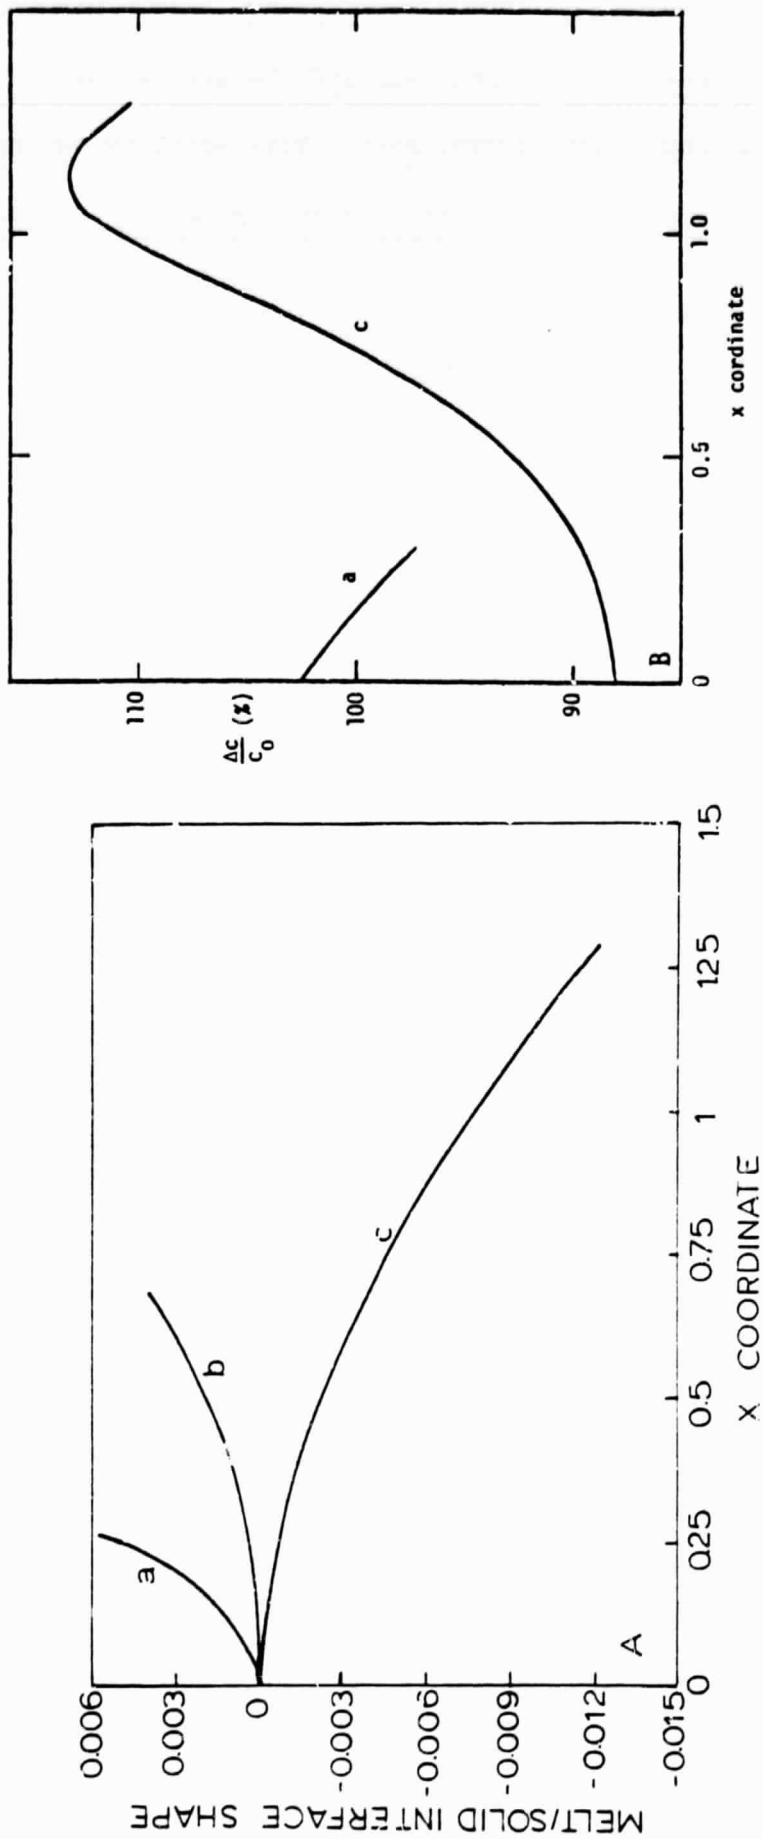 MELT/SOLID INTERFACE SHAPE
0.006
0.003
0
-0.003
-0.006
-0.009
-0.012
-0.015
0
0.25
0.5
0.75
1
1.25
1.5
X COORDINATE
a
b
c
A
Δc/c₀ (%)
110
100
90
0
0.5
1.0
x cordinate
a
c
B